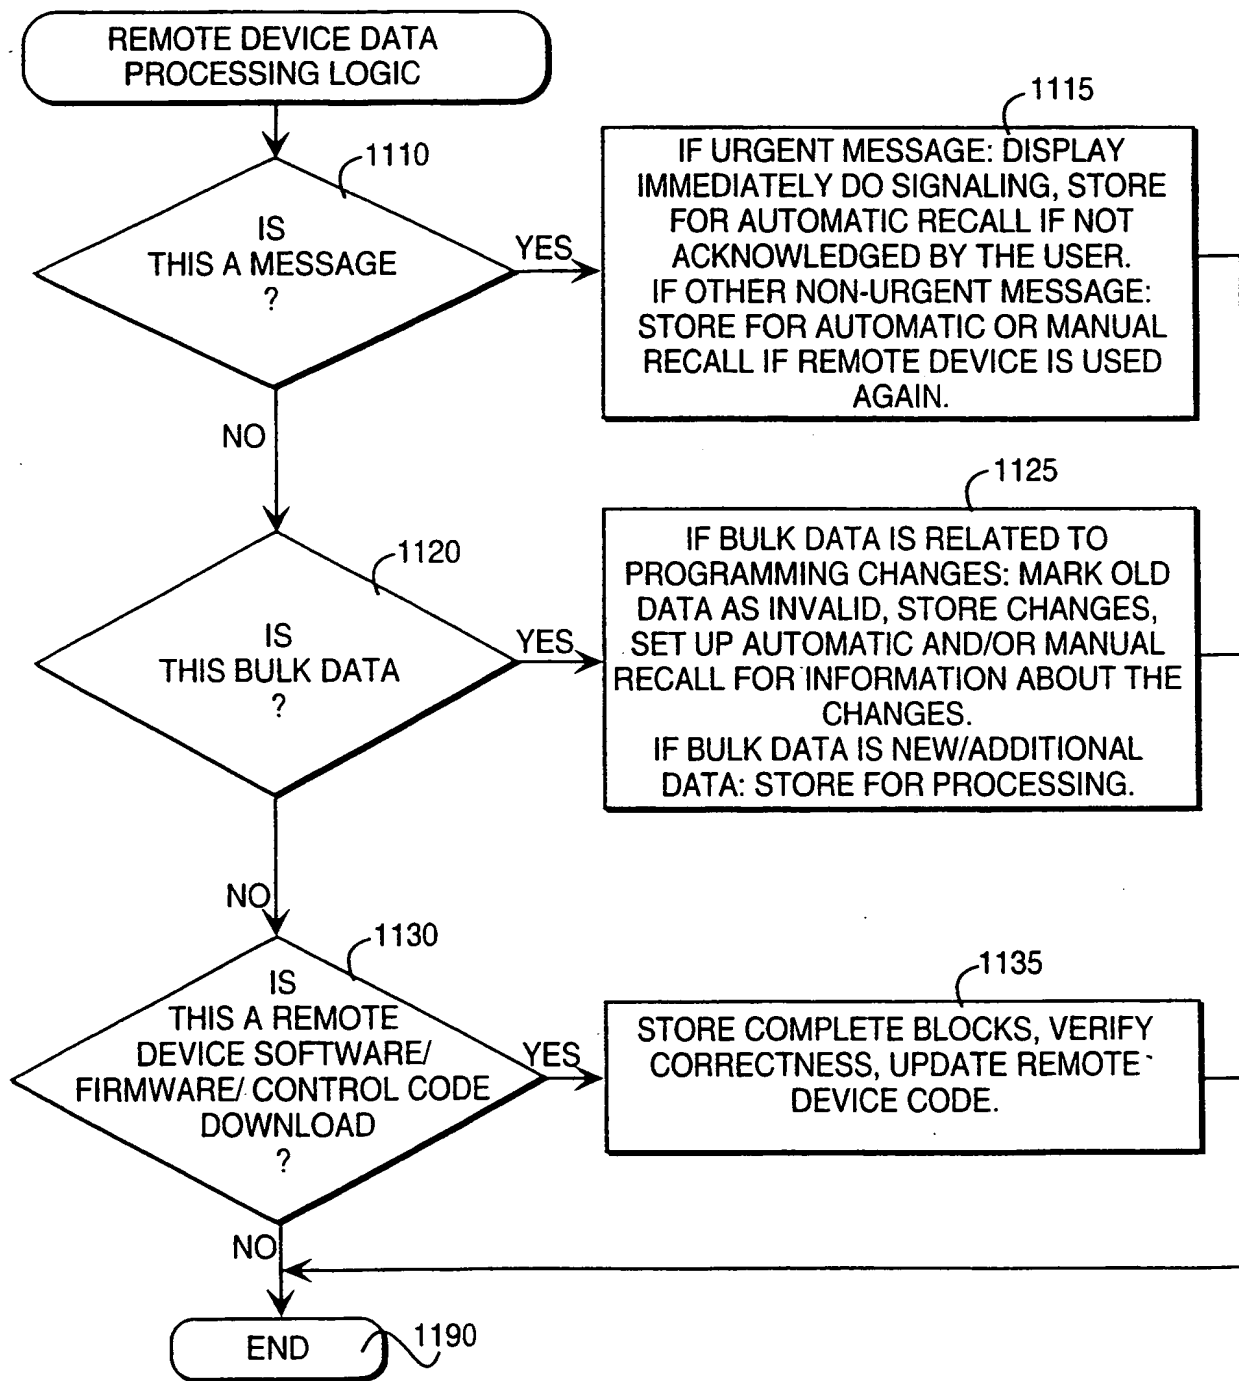 REMOTE DEVICE DATA
PROCESSING LOGIC
1110
IS
THIS A MESSAGE
?
YES
1115
IF URGENT MESSAGE: DISPLAY
IMMEDIATELY DO SIGNALING, STORE
FOR AUTOMATIC RECALL IF NOT
ACKNOWLEDGED BY THE USER.
IF OTHER NON-URGENT MESSAGE:
STORE FOR AUTOMATIC OR MANUAL
RECALL IF REMOTE DEVICE IS USED
AGAIN.
NO
1120
IS
THIS BULK DATA
?
YES
1125
IF BULK DATA IS RELATED TO
PROGRAMMING CHANGES: MARK OLD
DATA AS INVALID, STORE CHANGES,
SET UP AUTOMATIC AND/OR MANUAL
RECALL FOR INFORMATION ABOUT THE
CHANGES.
IF BULK DATA IS NEW/ADDITIONAL
DATA: STORE FOR PROCESSING.
NO
1130
IS
THIS A REMOTE
DEVICE SOFTWARE/
FIRMWARE/ CONTROL CODE
DOWNLOAD
?
YES
1135
STORE COMPLETE BLOCKS, VERIFY
CORRECTNESS, UPDATE REMOTE
DEVICE CODE.
NO
END
1190